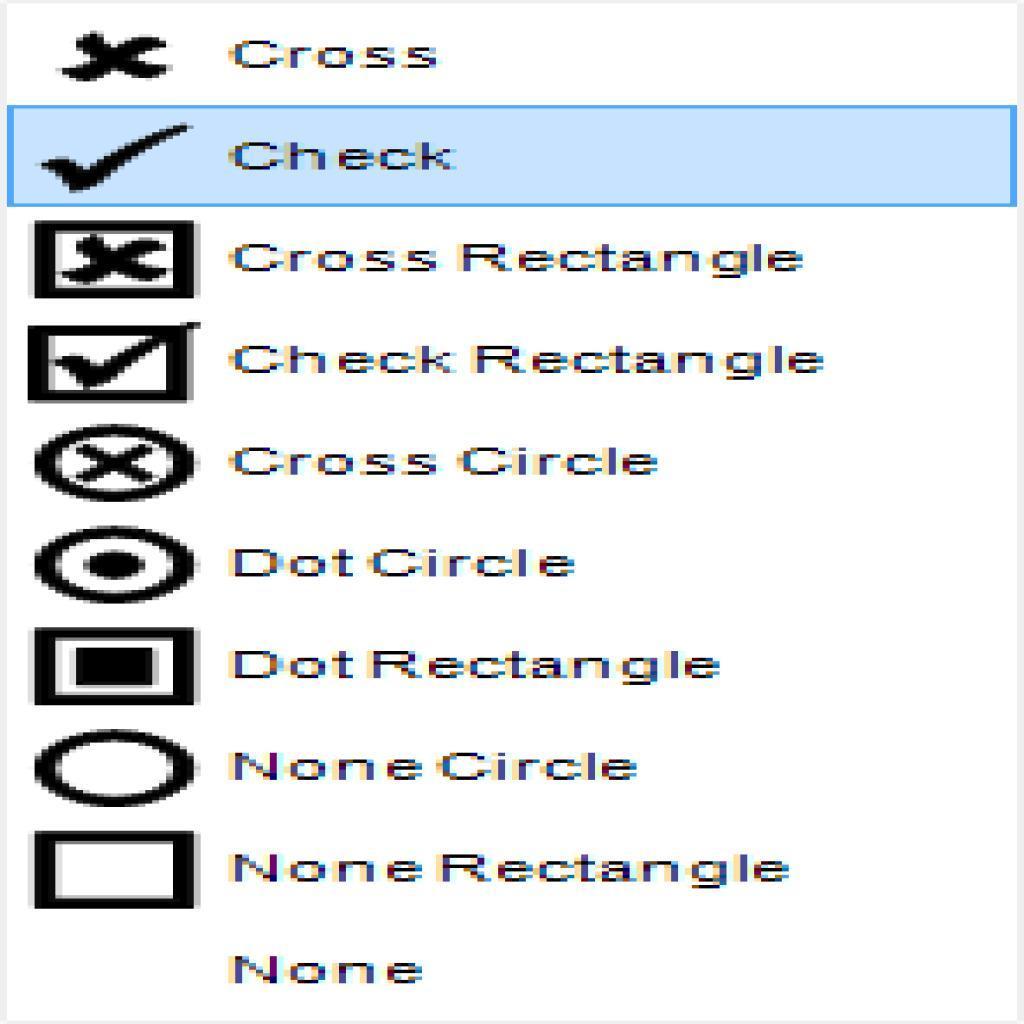 Cross
Check
Cross Rectangle
Check Rectangle
Cross Circle
Dot Circle
Dot Rectangle
None Circle
None Rectangle
None